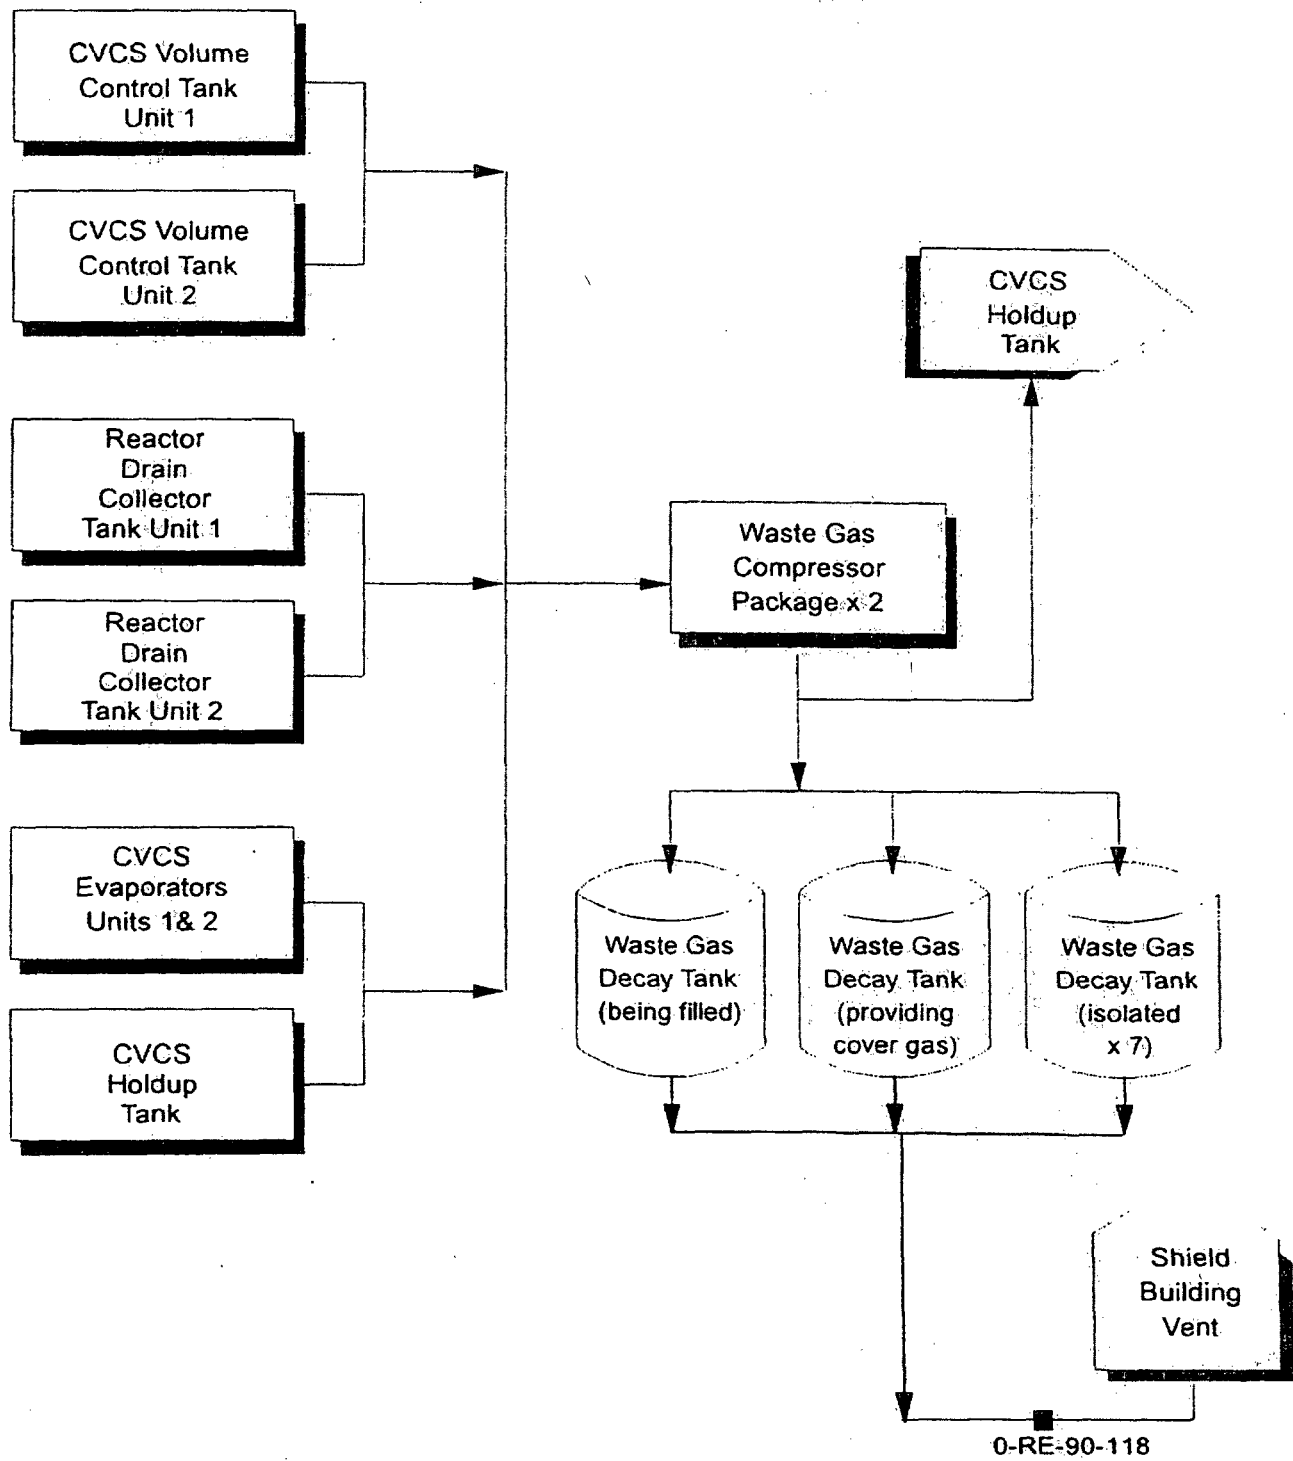 CVCS Volume
Control Tank
Unit 1
CVCS Volume
Control Tank
Unit 2
CVCS
Holdup
Tank
Reactor
Drain
Collector
Tank Unit 1
Waste Gas
Compressor
Package x 2
Reactor
Drain
Collector
Tank Unit 2
CVCS
Evaporators
Units 1& 2
CVCS
Holdup
Tank
Waste Gas
Decay Tank
(being filled)
Waste Gas
Decay Tank
(providing
cover gas)
Waste Gas
Decay Tank
(isolated
x 7)
Shield
Building
Vent
0-RE-90-118